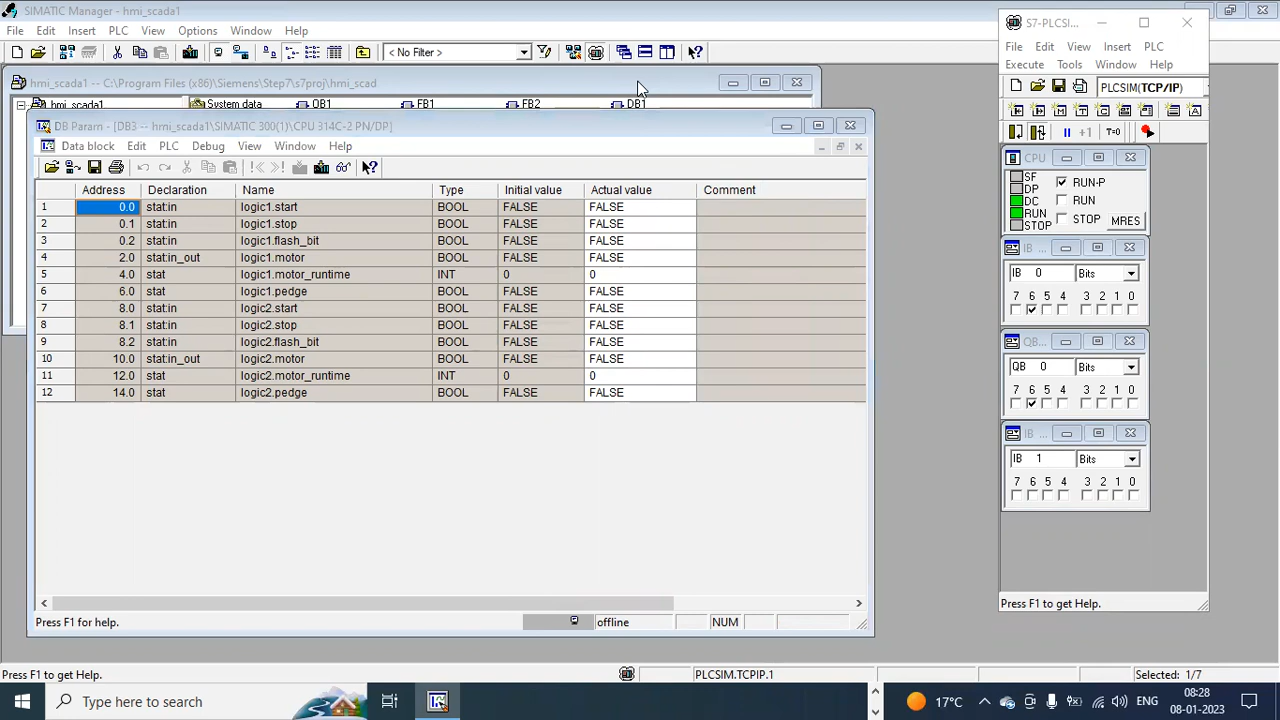 SIMATIC Manager - hmi_scada1
File Edit Insert PLC View Options Window Help
< No Filter >
hmi_scada1 -- C:\Program Files (x86)\Siemens\Step7\s7proj\hmi_scad
hmi_scada1 System data OB1 FB1 FB2 DB1
DB Param - [DB3 -- hmi_scada1\SIMATIC 300(1)\CPU 314C-2 PN/DP]
Data block Edit PLC Debug View Window Help
Address Declaration Name Type Initial value Actual value Comment
1 0.0 stat:in logic1.start BOOL FALSE FALSE
2 0.1 stat:in logic1.stop BOOL FALSE FALSE
3 0.2 stat:in logic1.flash_bit BOOL FALSE FALSE
4 2.0 stat:in_out logic1.motor BOOL FALSE FALSE
5 4.0 stat logic1.motor_runtime INT 0 0
6 6.0 stat logic1.pedge BOOL FALSE FALSE
7 8.0 stat:in logic2.start BOOL FALSE FALSE
8 8.1 stat:in logic2.stop BOOL FALSE FALSE
9 8.2 stat:in logic2.flash_bit BOOL FALSE FALSE
10 10.0 stat:in_out logic2.motor BOOL FALSE FALSE
11 12.0 stat logic2.motor_runtime INT 0 0
12 14.0 stat logic2.pedge BOOL FALSE FALSE
Press F1 for help.
offline
NUM
S7-PLCSI...
File Edit View Insert PLC
Execute Tools Window Help
PLCSIM(TCP/IP)
+1 T=0
CPU
SF
DP
DC
RUN
STOP
RUN-P
RUN
STOP
MRES
IB ...
IB 0 Bits
7 6 5 4 3 2 1 0
QB...
QB 0 Bits
7 6 5 4 3 2 1 0
IB ...
IB 1 Bits
7 6 5 4 3 2 1 0
Press F1 to get Help.
Press F1 to get Help.
PLCSIM.TCPIP.1
Selected: 1/7
Type here to search
17°C
ENG
08:28
08-01-2023